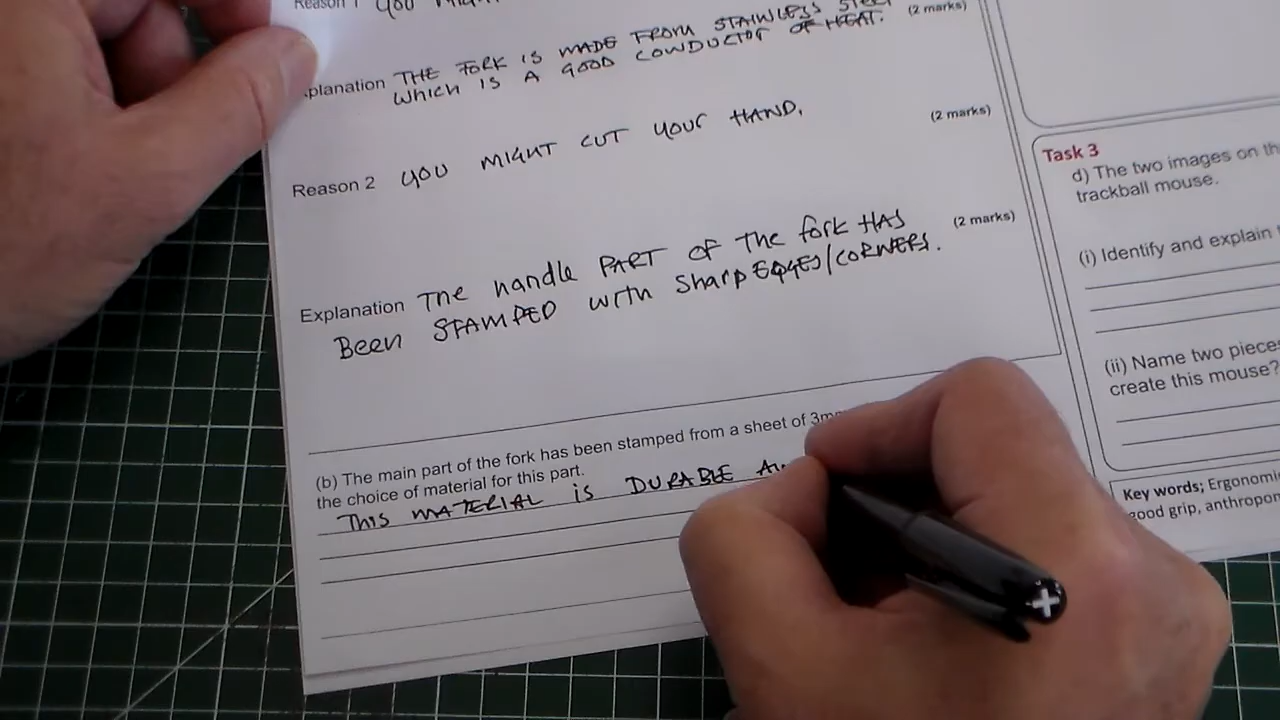 Reason 1 YOU
Explanation THE FORK IS MADE FROM STAINLESS STEEL
WHICH IS A GOOD CONDUCTOR OF HEAT. (2 marks)
Reason 2 YOU MIGHT CUT YOUR HAND. (2 marks)
Explanation The handle PART OF The fork HAS (2 marks)
Been STAMPED with sharp EDGES/CORNERS.
(b) The main part of the fork has been stamped from a sheet of
the choice of material for this part.
This MATERIAL is DURABLE
Task 3
d) The two images on
trackball mouse.
(i) Identify and explain
(ii) Name two
create this mouse?
Key words;
good grip,